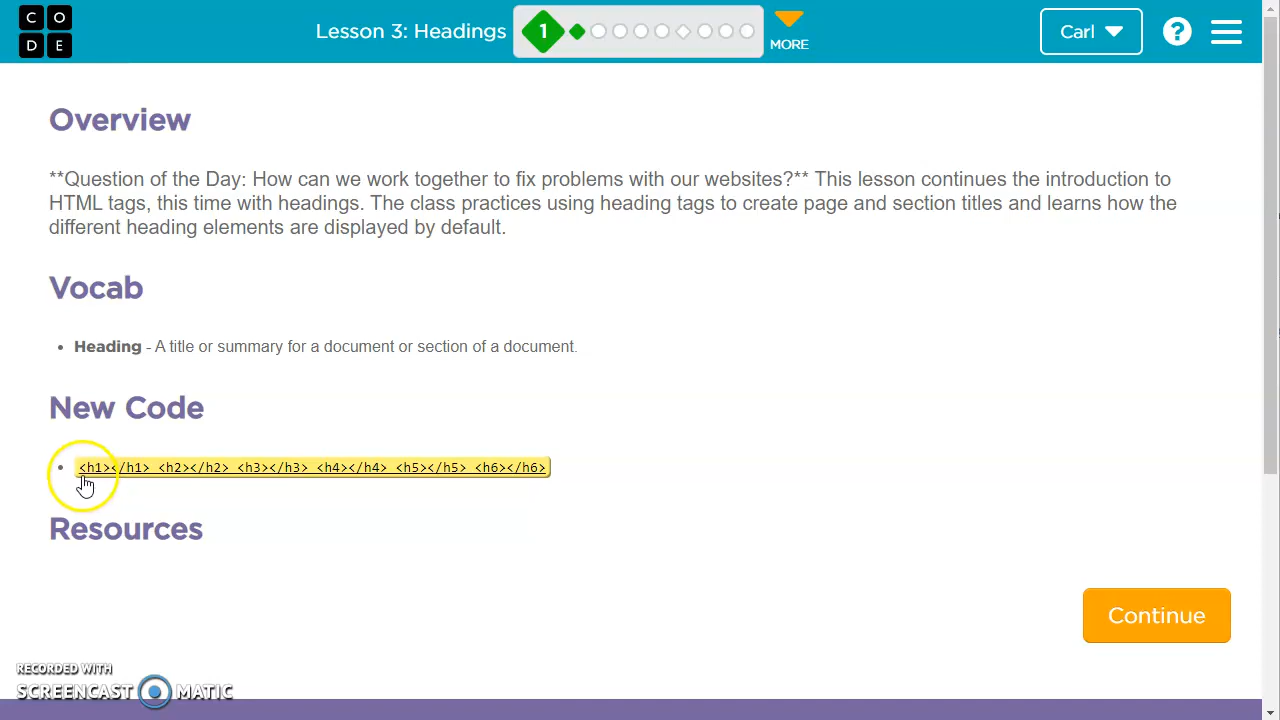 C O
D E
Lesson 3: Headings
1
MORE
Carl
?
Overview
**Question of the Day: How can we work together to fix problems with our websites?** This lesson continues the introduction to
HTML tags, this time with headings. The class practices using heading tags to create page and section titles and learns how the
different heading elements are displayed by default.
Vocab
• Heading - A title or summary for a document or section of a document.
New Code
• <h1></h1> <h2></h2> <h3></h3> <h4></h4> <h5></h5> <h6></h6>
Resources
Continue
RECORDED WITH
SCREENCAST MATIC